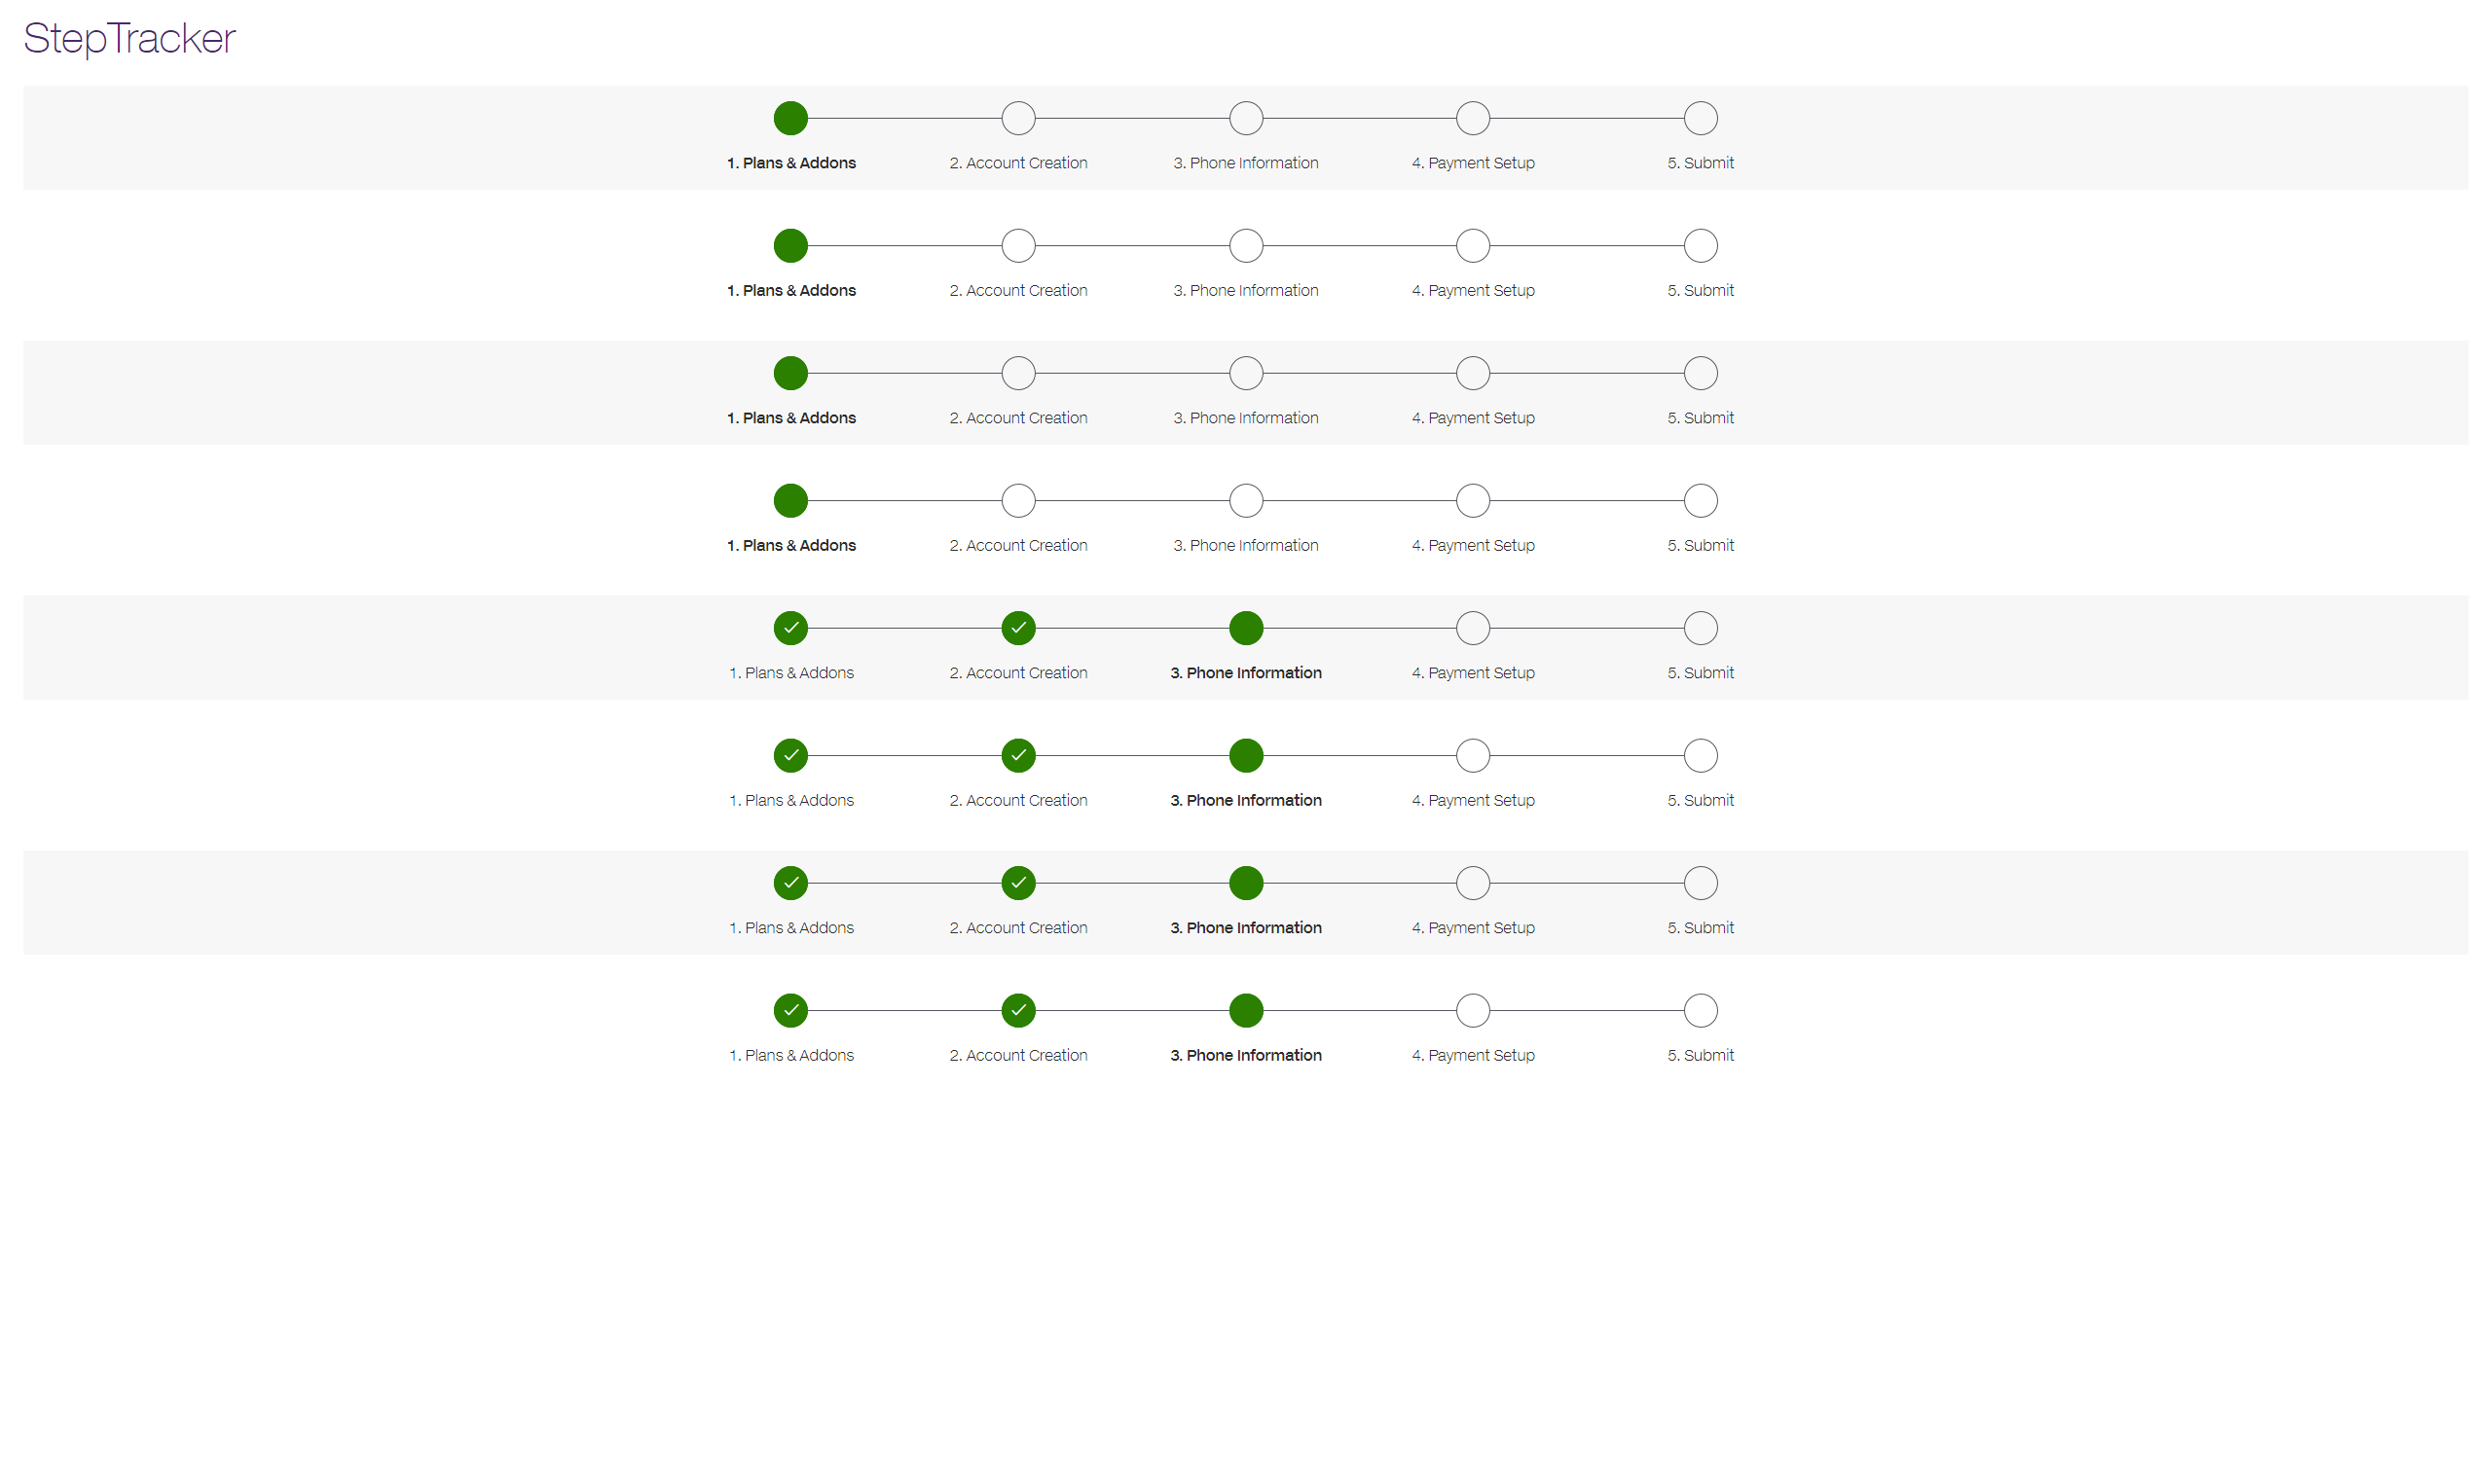 StepTracker
1. Plans & Addons 2. Account Creation 3. Phone Information 4. Payment Setup 5. Submit
1. Plans & Addons 2. Account Creation 3. Phone Information 4. Payment Setup 5. Submit
1. Plans & Addons 2. Account Creation 3. Phone Information 4. Payment Setup 5. Submit
1. Plans & Addons 2. Account Creation 3. Phone Information 4. Payment Setup 5. Submit
1. Plans & Addons 2. Account Creation 3. Phone Information 4. Payment Setup 5. Submit
1. Plans & Addons 2. Account Creation 3. Phone Information 4. Payment Setup 5. Submit
1. Plans & Addons 2. Account Creation 3. Phone Information 4. Payment Setup 5. Submit
1. Plans & Addons 2. Account Creation 3. Phone Information 4. Payment Setup 5. Submit